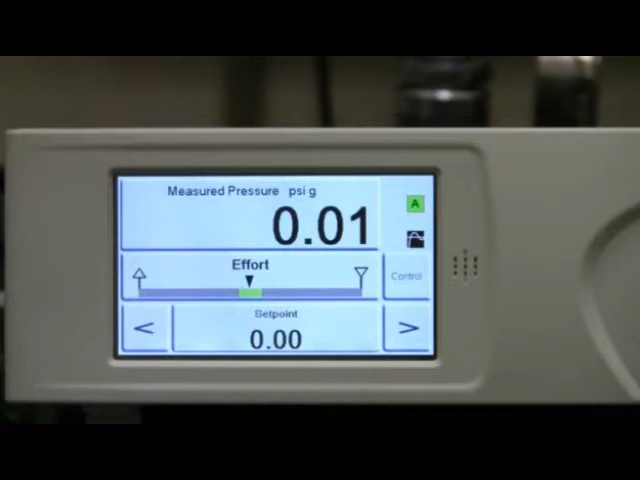 Measured Pressure psi g
0.01
A
Effort
Control
Setpoint
< 0.00 >